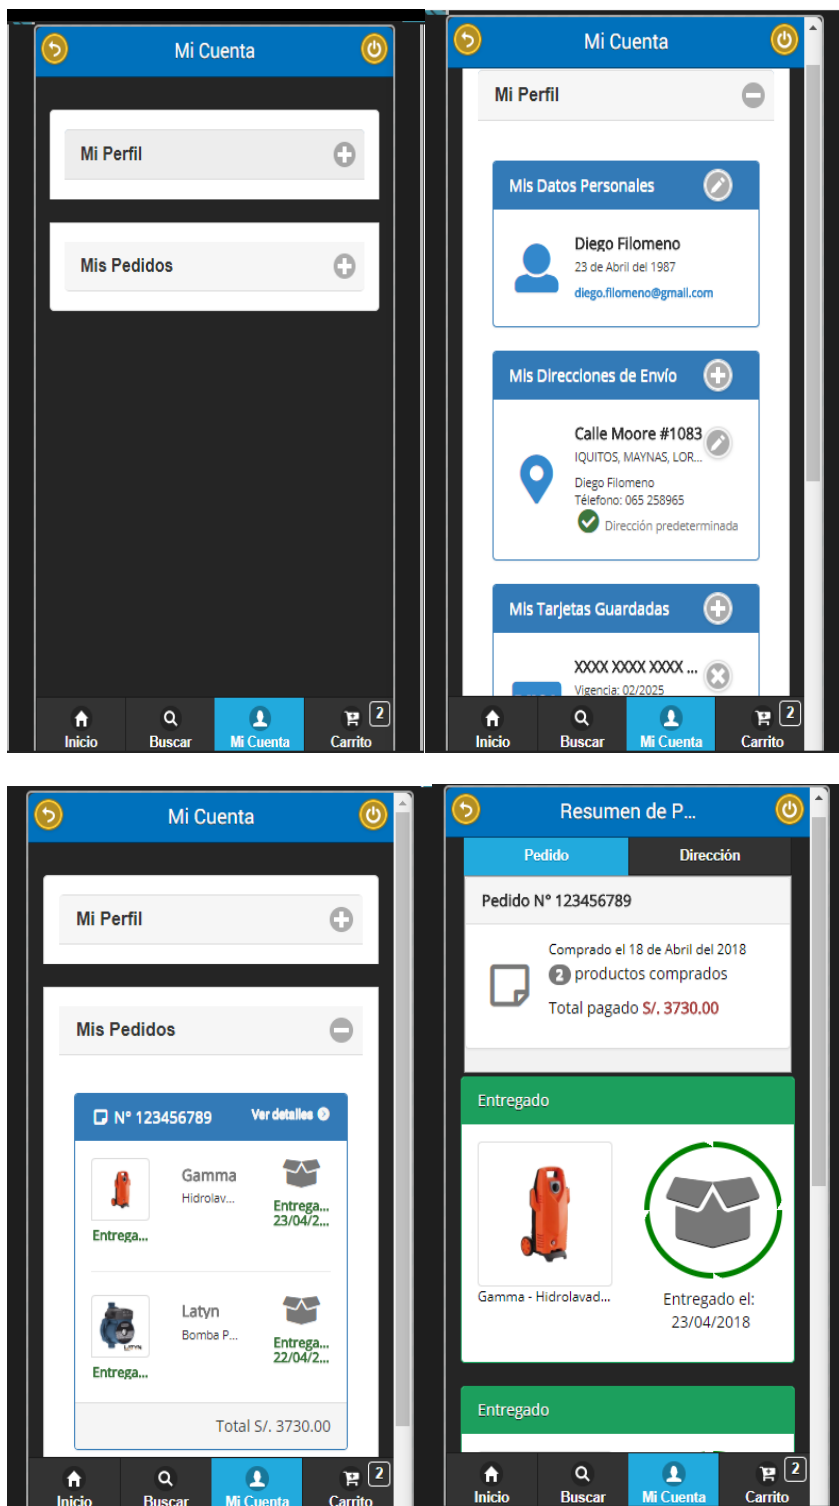 Mi Cuenta
Mi Perfil
Mis Pedidos
Inicio
Buscar
Mi Cuenta
Carrito
2
Mi Cuenta
Mi Perfil
Mis Datos Personales
Diego Filomeno
23 de Abril del 1987
diego.filomeno@gmail.com
Mis Direcciones de Envío
Calle Moore #1083
IQUITOS, MAYNAS, LOR...
Diego Filomeno
Télefono: 065 258965
Dirección predeterminada
Mis Tarjetas Guardadas
XXXX XXXX XXXX ...
Vigencia: 02/2025
Inicio
Buscar
Mi Cuenta
Carrito
2
Mi Cuenta
Mi Perfil
Mis Pedidos
N° 123456789
Ver detalles
Gamma
Hidrolav...
Entrega...
Entrega...
23/04/2...
Latyn
Bomba P...
LATYN
Entrega...
Entrega...
22/04/2...
Total S/. 3730.00
Inicio
Buscar
Mi Cuenta
Carrito
2
Resumen de P...
Pedido
Dirección
Pedido N° 123456789
Comprado el 18 de Abril del 2018
2 productos comprados
Total pagado S/. 3730.00
Entregado
Gamma - Hidrolavad...
Entregado el:
23/04/2018
Entregado
Inicio
Buscar
Mi Cuenta
Carrito
2